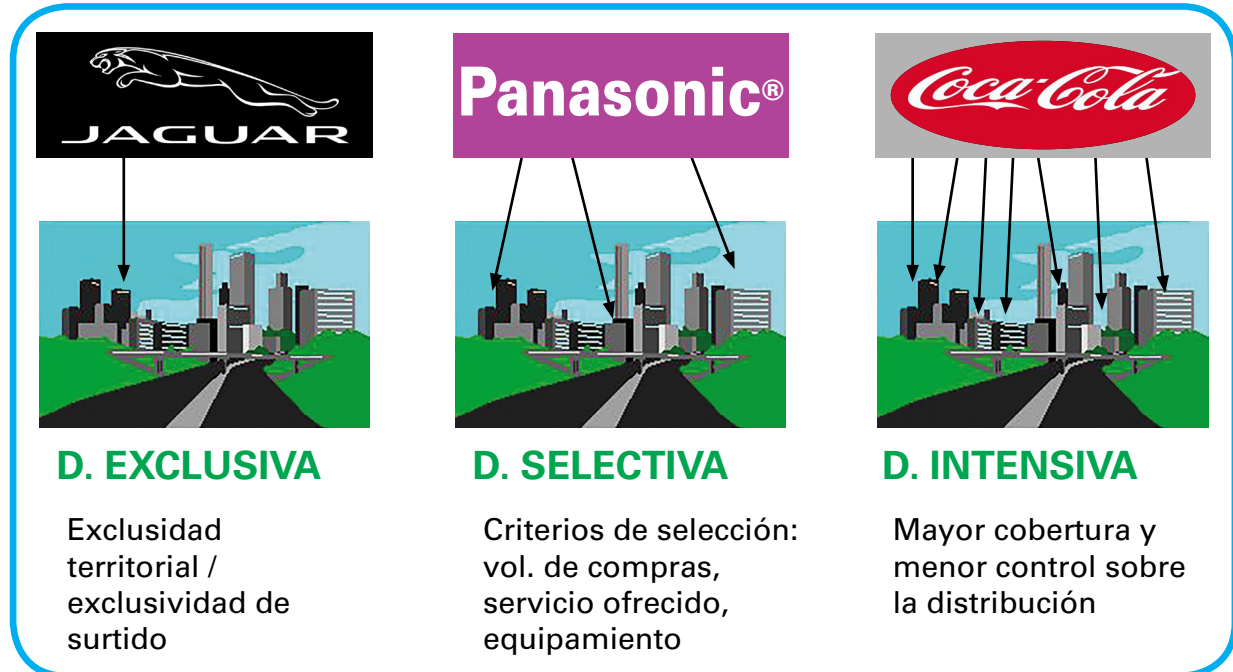 JAGUAR
Panasonic®
Coca-Cola
D. EXCLUSIVA
Exclusidad
territorial /
exclusividad de
surtido
D. SELECTIVA
Criterios de selección:
vol. de compras,
servicio ofrecido,
equipamiento
D. INTENSIVA
Mayor cobertura y
menor control sobre
la distribución